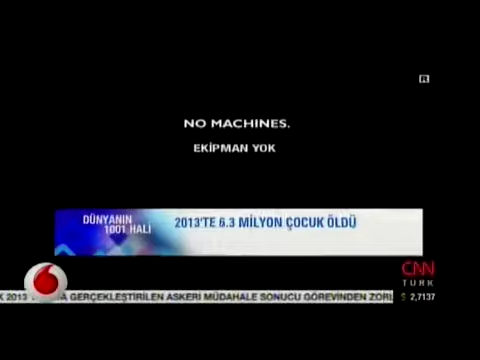 R
NO MACHINES.
EKİPMAN YOK
DÜNYANIN
1001 HALİ
2013'TE 6.3 MİLYON ÇOCUK ÖLDÜ
CNN
TURK
K 2013 GERÇEKLEŞTİRİLEN ASKERİ MÜDAHALE SONUCU GÖREVİNDEN ZORL
$ 2,7137